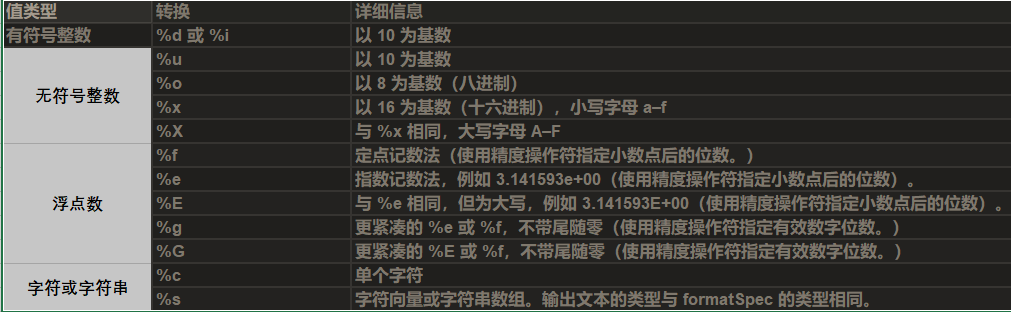 值类型 转换 详细信息
有符号整数 %d 或 %i 以 10 为基数
无符号整数 %u 以 10 为基数
%o 以 8 为基数（八进制）
%x 以 16 为基数（十六进制），小写字母 a–f
%X 与 %x 相同，大写字母 A–F
浮点数 %f 定点记数法（使用精度操作符指定小数点后的位数。）
%e 指数记数法，例如 3.141593e+00（使用精度操作符指定小数点后的位数）。
%E 与 %e 相同，但为大写，例如 3.141593E+00（使用精度操作符指定小数点后的位数）。
%g 更紧凑的 %e 或 %f，不带尾随零（使用精度操作符指定有效数字位数。）
%G 更紧凑的 %E 或 %f，不带尾随零（使用精度操作符指定有效数字位数。）
字符或字符串 %c 单个字符
%s 字符向量或字符串数组。输出文本的类型与 formatSpec 的类型相同。